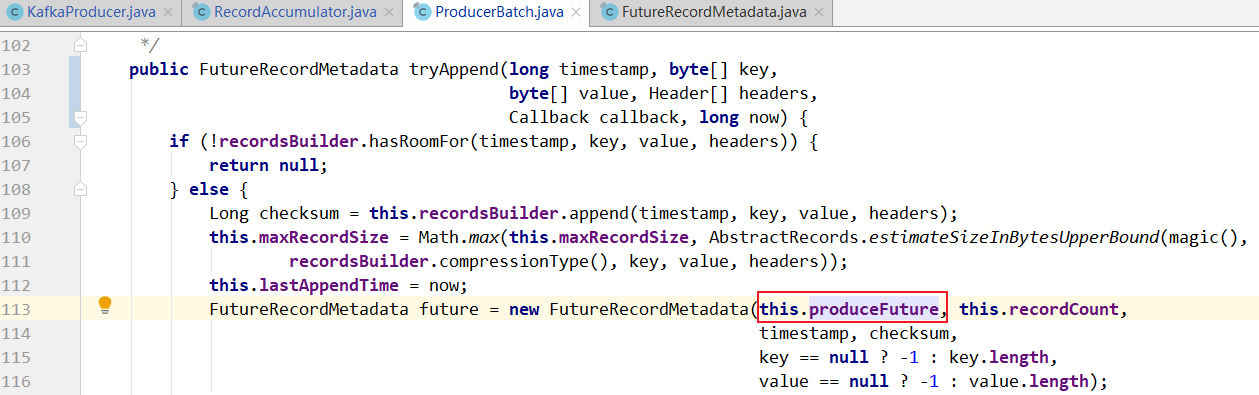 KafkaProducer.java RecordAccumulator.java ProducerBatch.java FutureRecordMetadata.java
102 */
103 public FutureRecordMetadata tryAppend(long timestamp, byte[] key,
104 byte[] value, Header[] headers,
105 Callback callback, long now) {
106 if (!recordsBuilder.hasRoomFor(timestamp, key, value, headers)) {
107 return null;
108 } else {
109 Long checksum = this.recordsBuilder.append(timestamp, key, value, headers);
110 this.maxRecordSize = Math.max(this.maxRecordSize, AbstractRecords.estimateSizeInBytesUpperBound(magic(),
111 recordsBuilder.compressionType(), key, value, headers));
112 this.lastAppendTime = now;
113 FutureRecordMetadata future = new FutureRecordMetadata(this.produceFuture, this.recordCount,
114 timestamp, checksum,
115 key == null ? -1 : key.length,
116 value == null ? -1 : value.length);